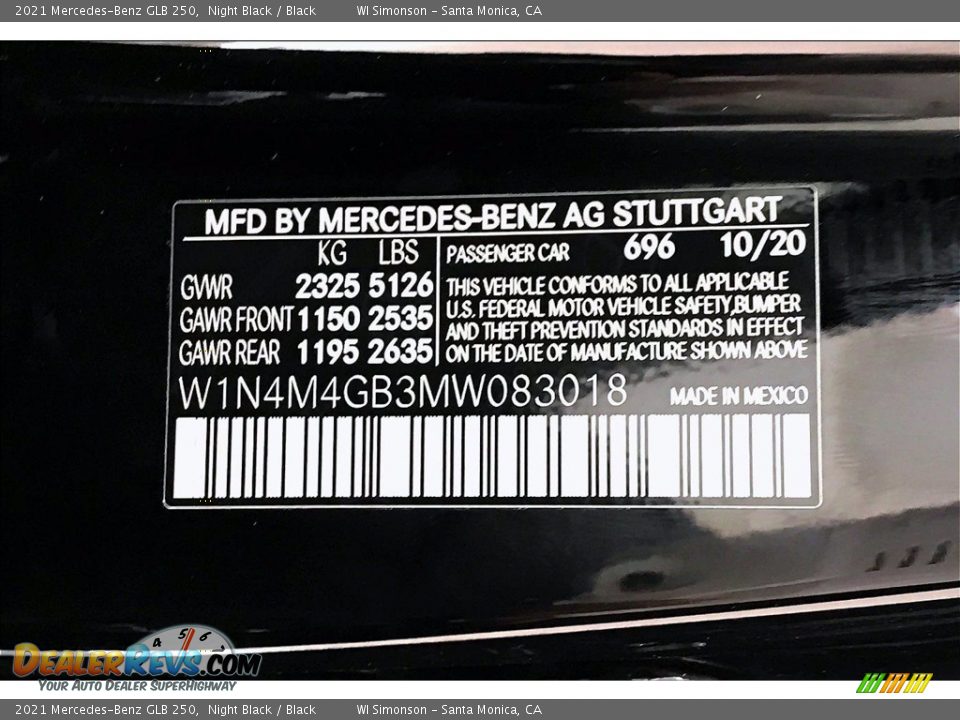 2021 Mercedes-Benz GLB 250, Night Black / Black WI Simonson - Santa Monica, CA
MFD BY MERCEDES-BENZ AG STUTTGART
KG LBS
GVWR 2325 5126
GAWR FRONT 1150 2535
GAWR REAR 1195 2635
PASSENGER CAR 696 10/20
THIS VEHICLE CONFORMS TO ALL APPLICABLE
U.S. FEDERAL MOTOR VEHICLE SAFETY, BUMPER
AND THEFT PREVENTION STANDARDS IN EFFECT
ON THE DATE OF MANUFACTURE SHOWN ABOVE
W1N4M4GB3MW083018 MADE IN MEXICO
4 5 6
DEALERREVS.COM
YOUR AUTO DEALER SUPERHIGHWAY
2021 Mercedes-Benz GLB 250, Night Black / Black WI Simonson - Santa Monica, CA